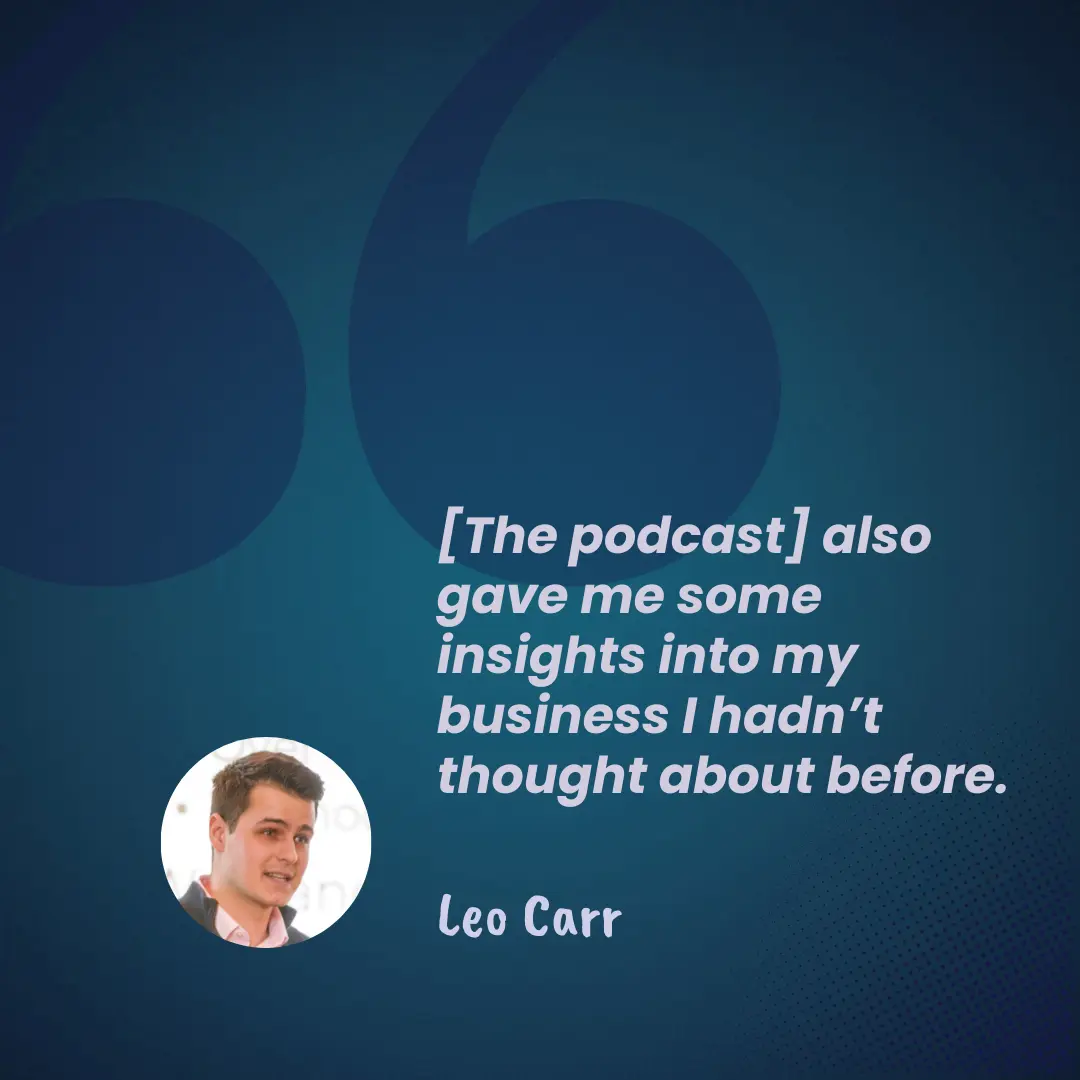 [The podcast] also
gave me some
insights into my
business I hadn’t
thought about before.
Leo Carr